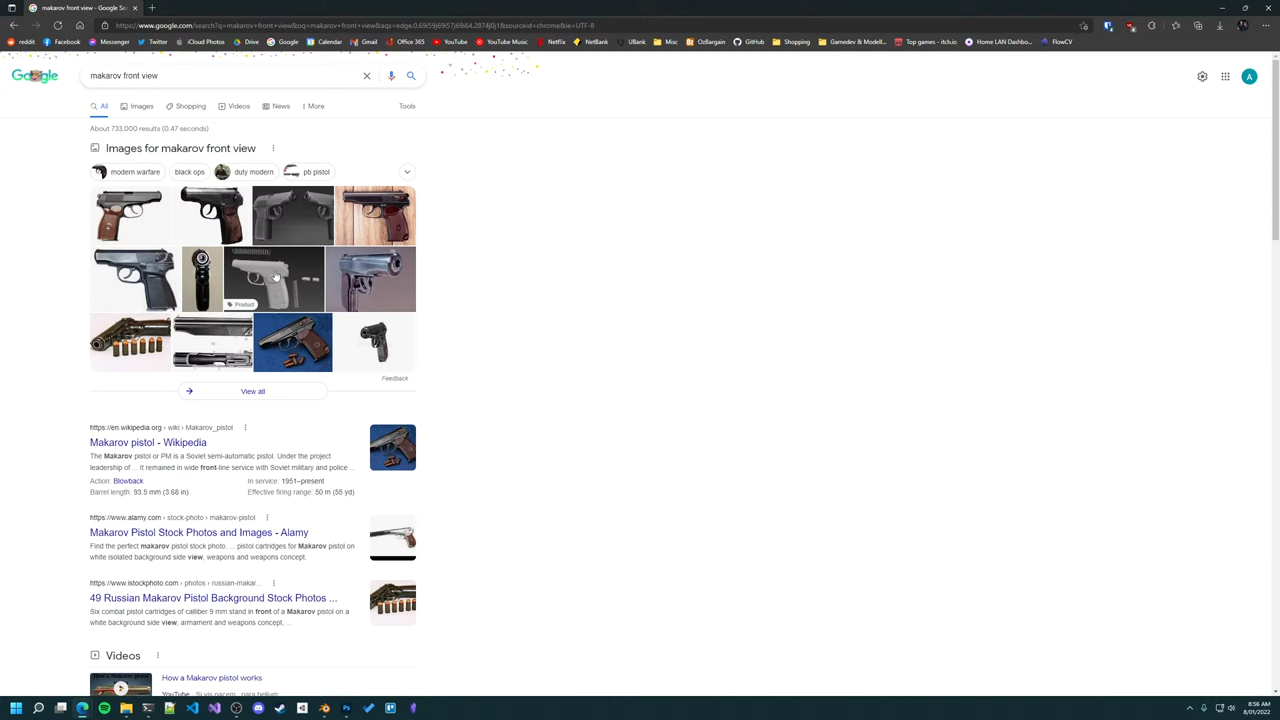 makarov front view - Google Search
https://www.google.com/search?q=makarov+front+view&oq=makarov+front+view&aqs=edge.0.69i59j69i57j69i64.2874j0j1&sourceid=chrome&ie=UTF-8
reddit Facebook Messenger Twitter iCloud Photos Drive Google Calendar Gmail Office 365 YouTube YouTube Music NetFix NetBank UBank Misc OzBargain GitHub Shopping Gamedev & Modell... Top games - itch.io Home LAN Dashbo... FlowCV
makarov front view
A
All Images Shopping Videos News More Tools
About 733,000 results (0.47 seconds)
Images for makarov front view
modern warfare black ops duty modern pb pistol
Product
Feedback
View all
https://en.wikipedia.org › wiki › Makarov_pistol
Makarov pistol - Wikipedia
The Makarov pistol or PM is a Soviet semi-automatic pistol. Under the project
leadership of ... It remained in wide front-line service with Soviet military and police ...
Action: Blowback In service: 1951–present
Barrel length: 93.5 mm (3.68 in) Effective firing range: 50 m (55 yd)
https://www.alamy.com › stock-photo › makarov-pistol
Makarov Pistol Stock Photos and Images - Alamy
Find the perfect makarov pistol stock photo. ... pistol cartridges for Makarov pistol on
white isolated background side view, weapons and weapons concept.
https://www.istockphoto.com › photos › russian-makar...
49 Russian Makarov Pistol Background Stock Photos ...
Six combat pistol cartridges of calliber 9 mm stand in front of a Makarov pistol on a
white background side view, armament and weapons concept, ...
Videos
How a Makarov pistol works
YouTube · Si vis pacem, para bellum
8:56 AM
8/01/2022